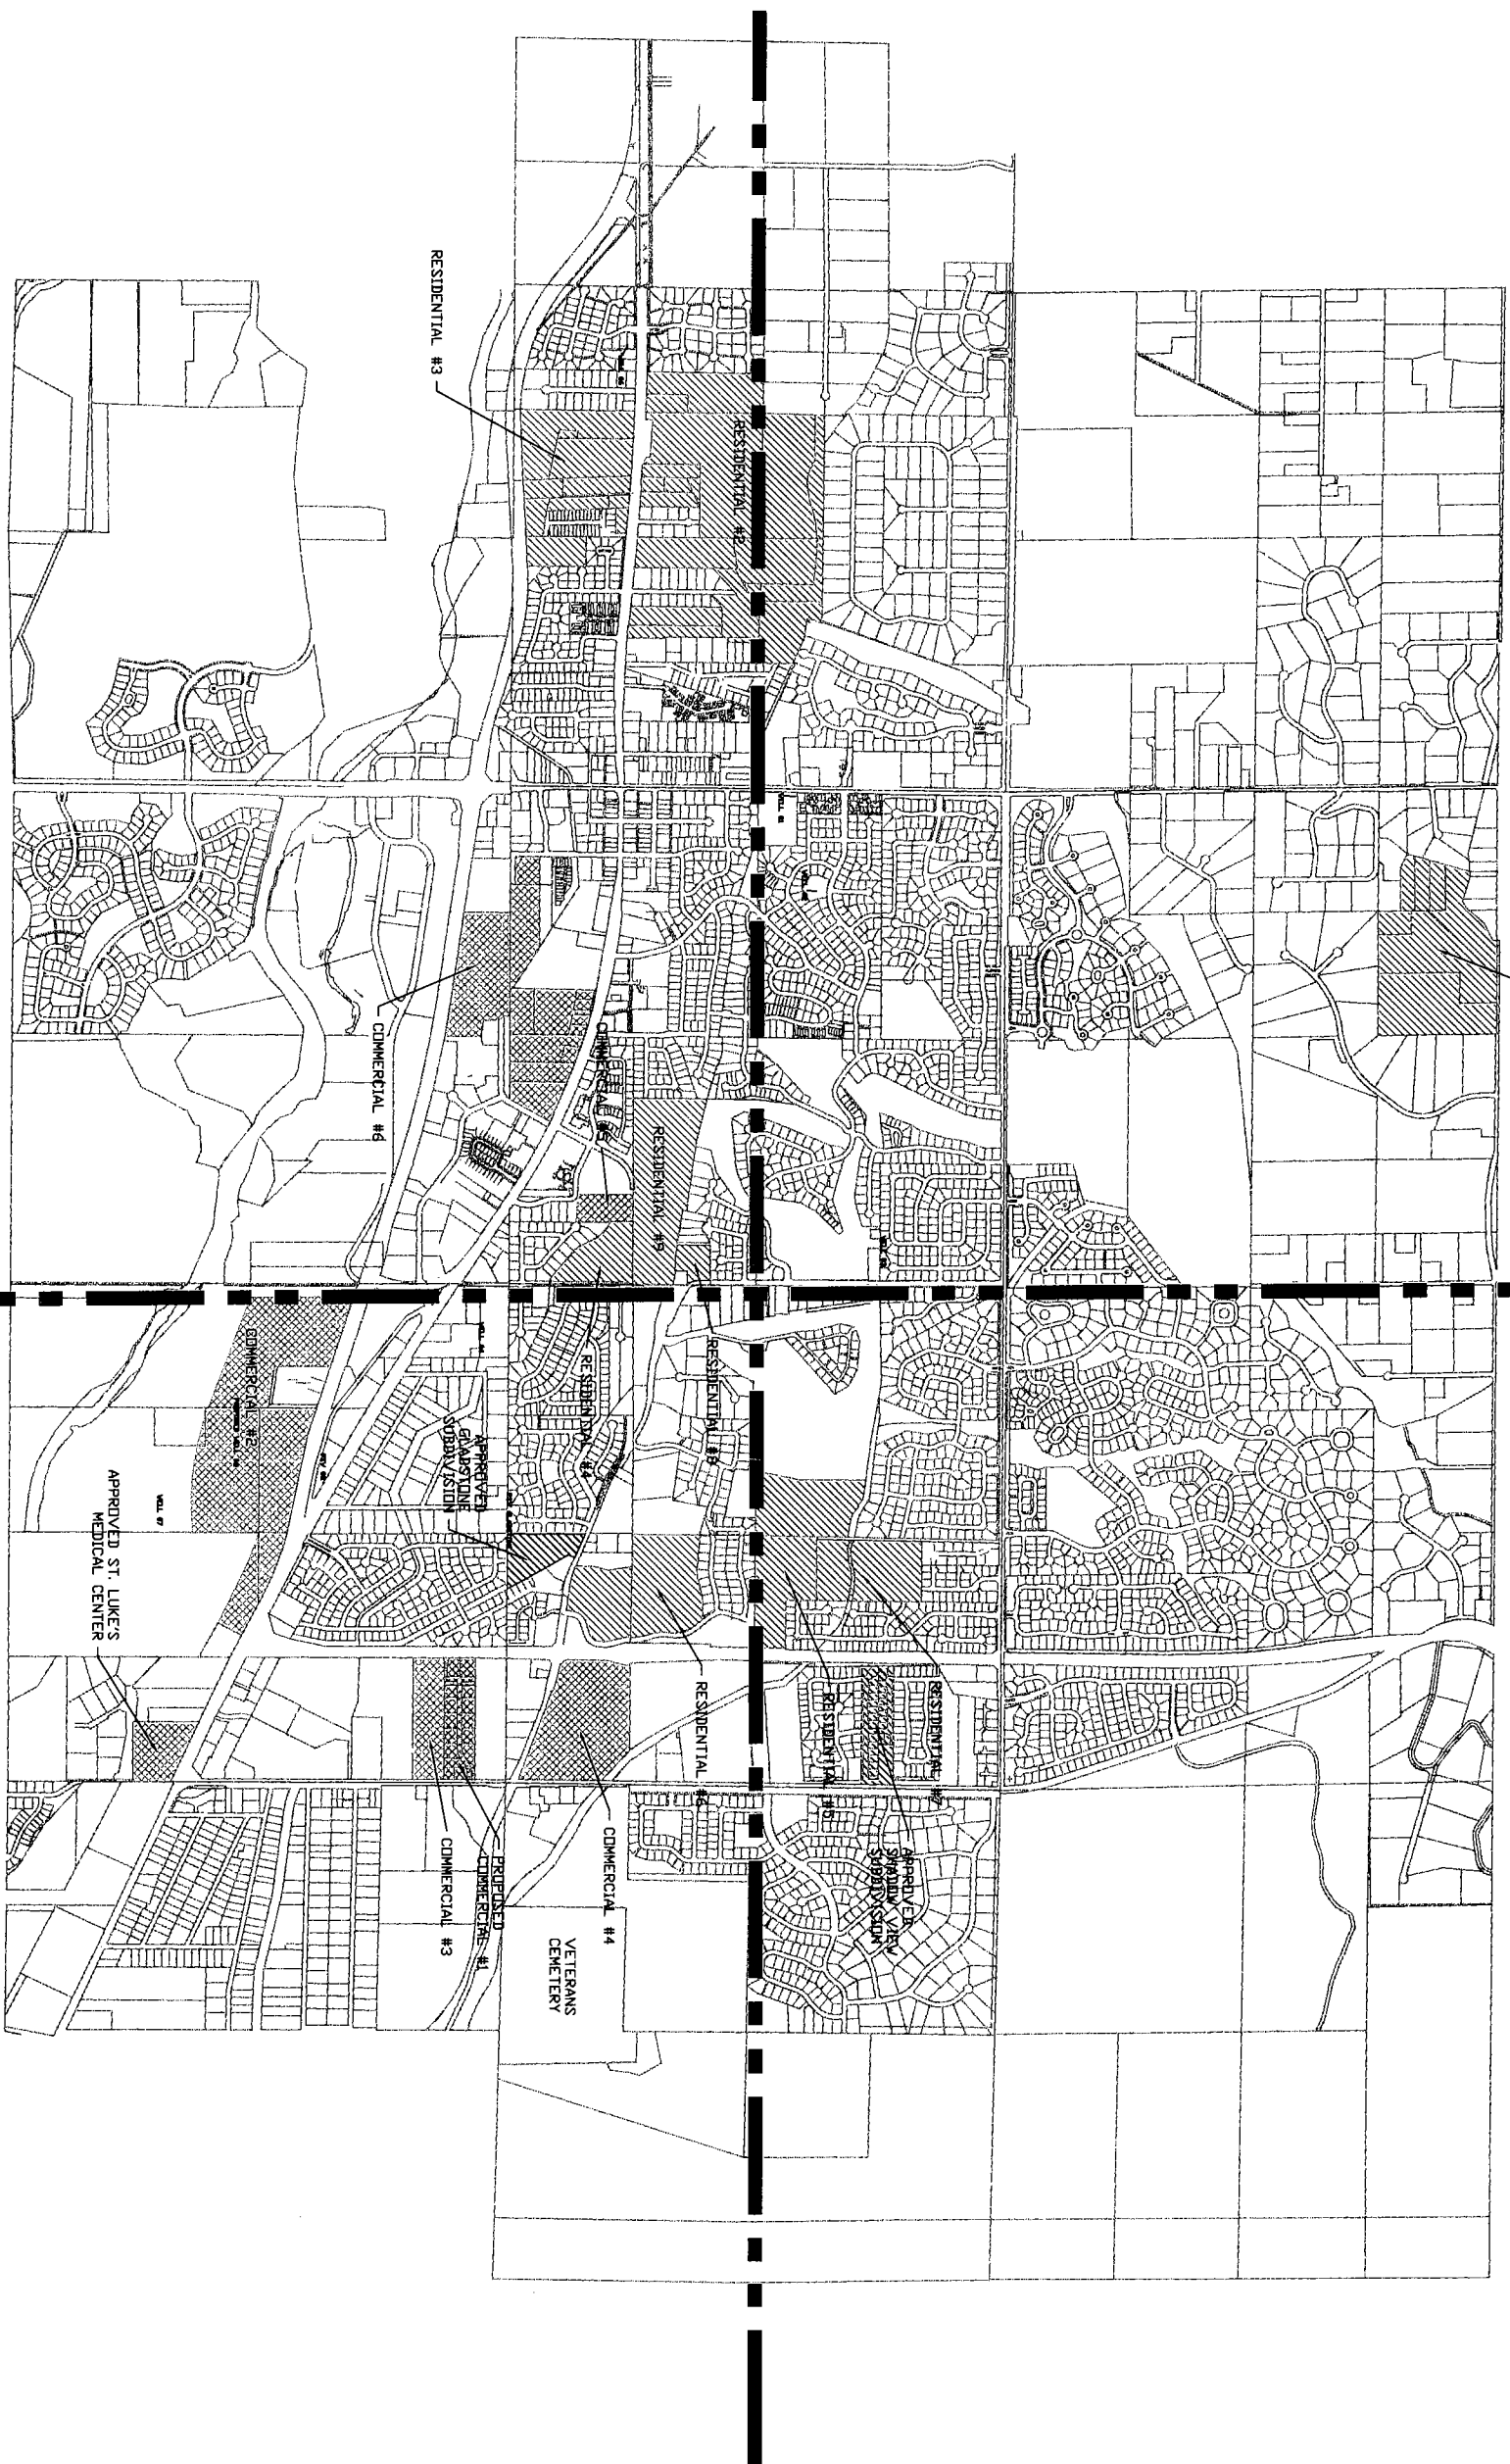 RESIDENTIAL #3
RESIDENTIAL #2
COMMERCIAL #6
COMMERCIAL #5
RESIDENTIAL #9
RESIDENTIAL #8
RESIDENTIAL #4
COMMERCIAL #2
APPROVED
GLADSTONE
SUBDIVISION
WELL #7
APPROVED ST. LUKE'S
MEDICAL CENTER
RESIDENTIAL #6
RESIDENTIAL #5
RESIDENTIAL #7
APPROVED
SHADOW VIEW
SUBDIVISION
COMMERCIAL #4
PROPOSED
COMMERCIAL #1
COMMERCIAL #3
VETERANS
CEMETERY